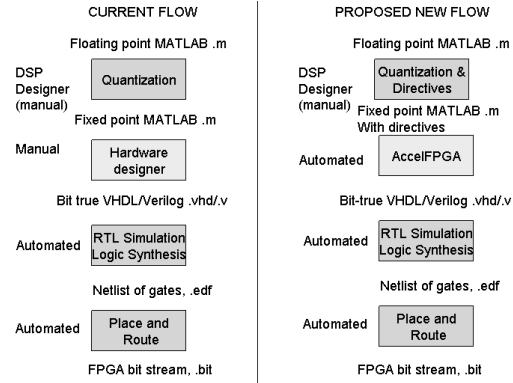 CURRENT FLOW
Floating point MATLAB .m
DSP
Designer
(manual)
Quantization
Fixed point MATLAB .m
Manual
Hardware
designer
Bit true VHDL/Verilog .vhd/.v
Automated
RTL Simulation
Logic Synthesis
Netlist of gates, .edf
Automated
Place and
Route
FPGA bit stream, .bit
PROPOSED NEW FLOW
Floating point MATLAB .m
DSP
Designer
(manual)
Quantization &
Directives
Fixed point MATLAB .m
With directives
Automated
AccelFPGA
Bit-true VHDL/Verilog .vhd/.v
Automated
RTL Simulation
Logic Synthesis
Netlist of gates, .edf
Automated
Place and
Route
FPGA bit stream, .bit